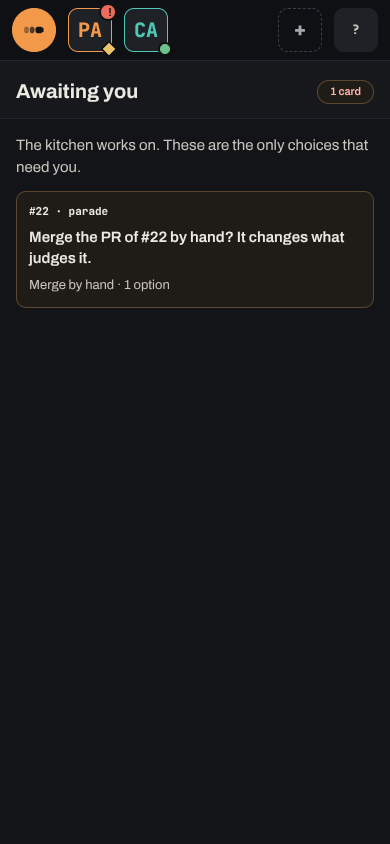 PA
!
CA
+
?
Awaiting you
1 card
The kitchen works on. These are the only choices that
need you.
#22 · parade
Merge the PR of #22 by hand? It changes what
judges it.
Merge by hand · 1 option